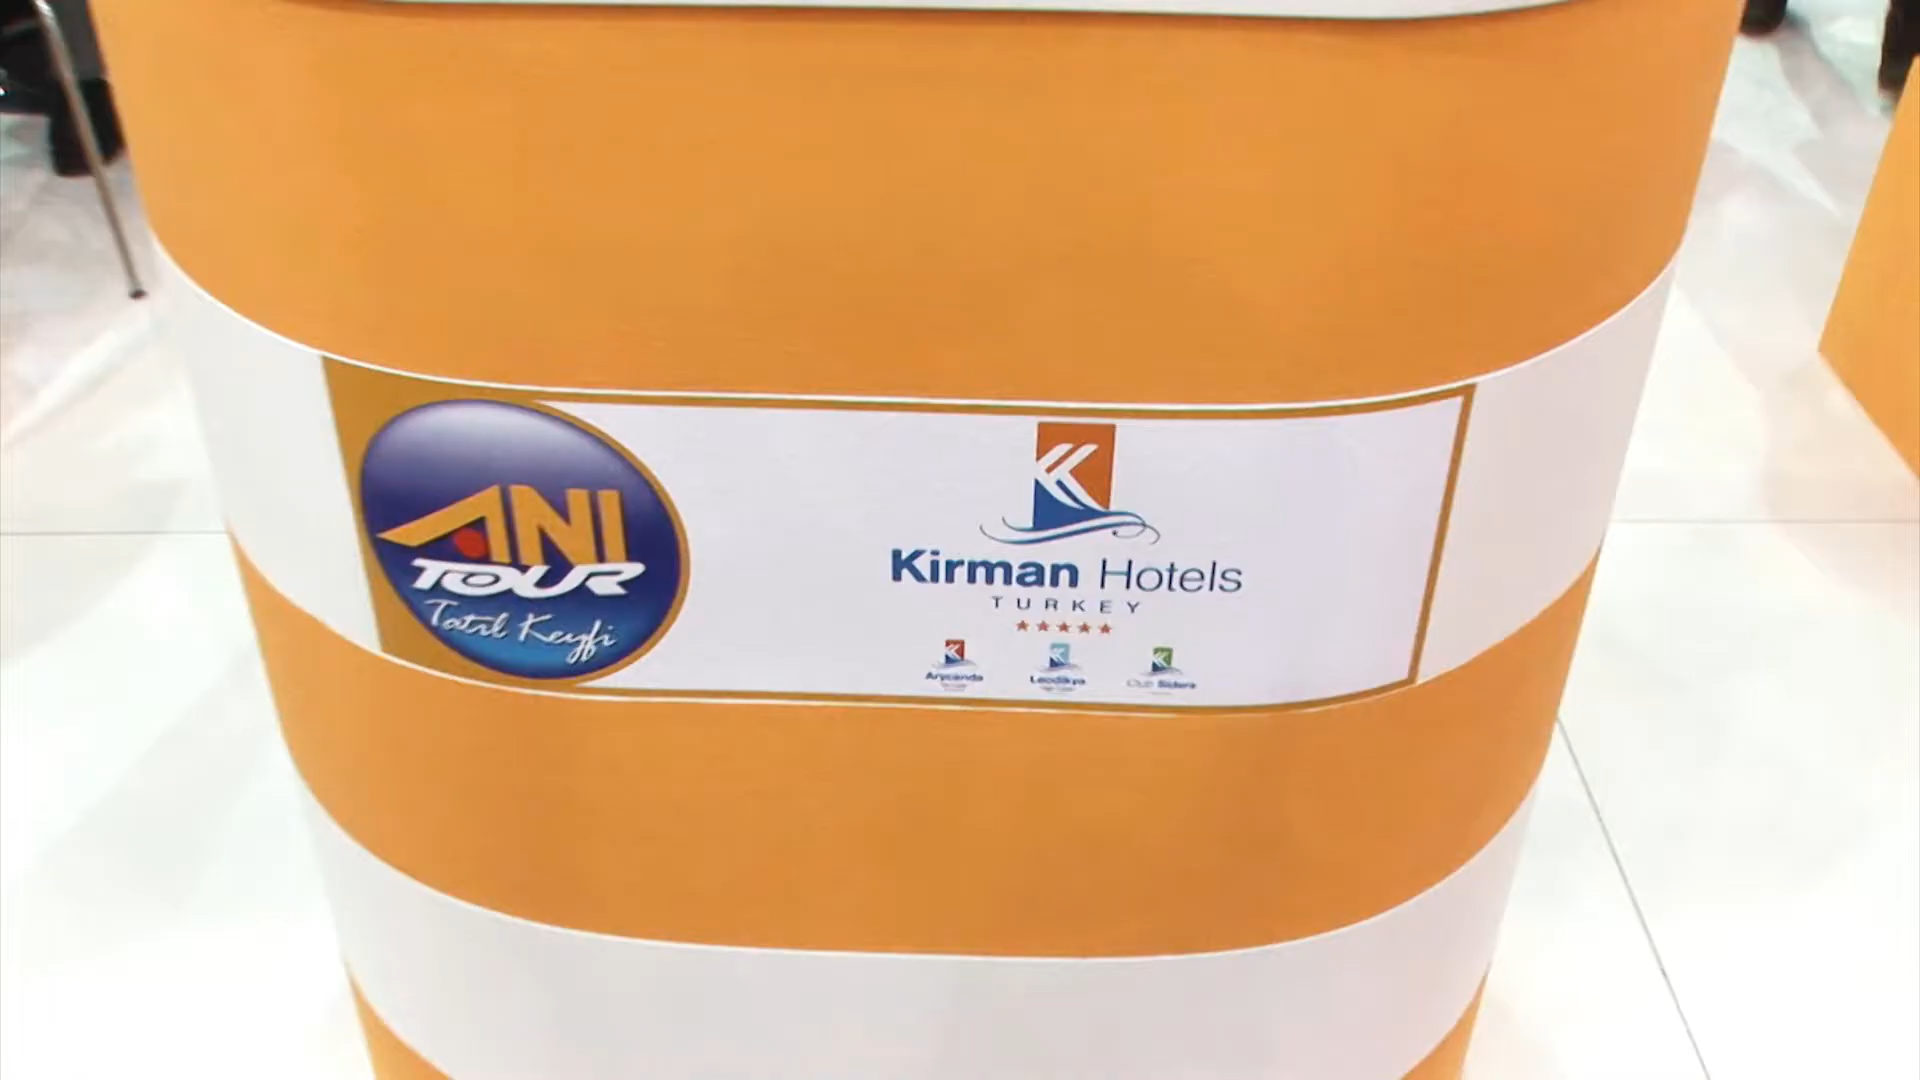 ANI
TOUR
Tatil Keyfi
Kirman Hotels
TURKEY
Arycanda
Leodikya
Club Sidera